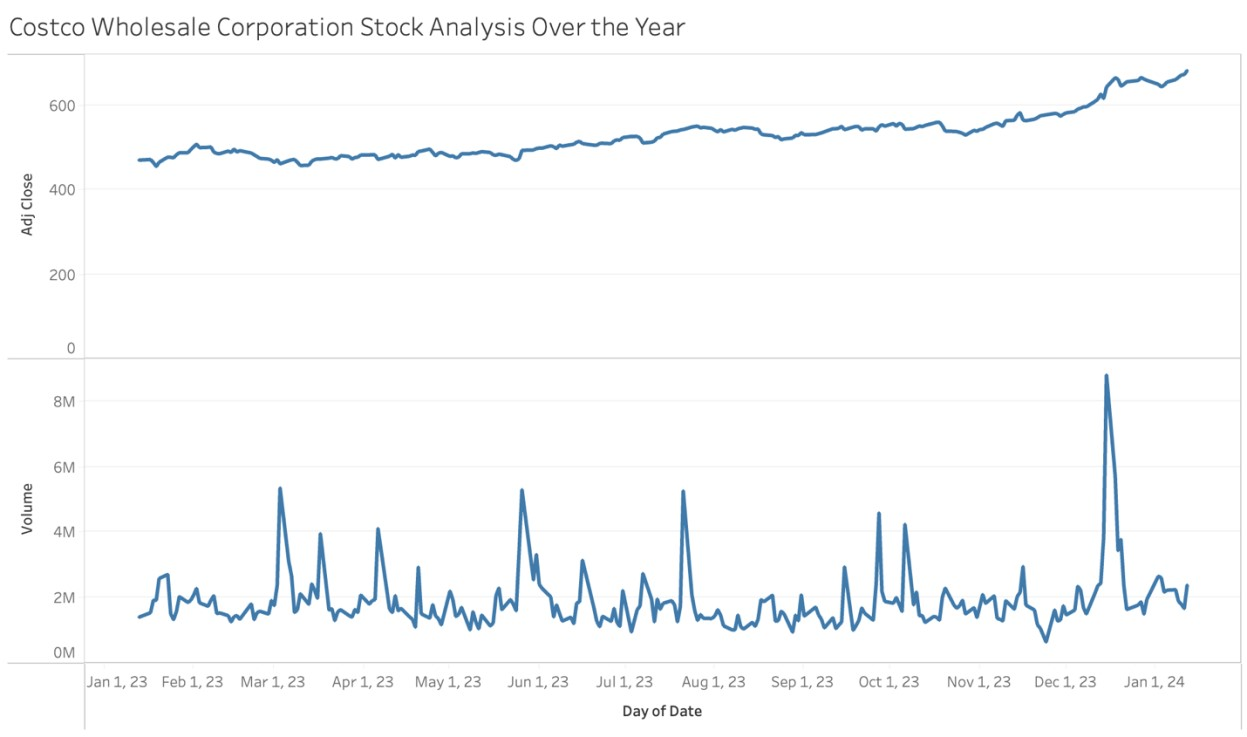 Costco Wholesale Corporation Stock Analysis Over the Year
600
400
200
0
Adj Close
8M
6M
4M
2M
0M
Volume
Jan 1, 23 Feb 1, 23 Mar 1, 23 Apr 1, 23 May 1, 23 Jun 1, 23 Jul 1, 23 Aug 1, 23 Sep 1, 23 Oct 1, 23 Nov 1, 23 Dec 1, 23 Jan 1, 24
Day of Date